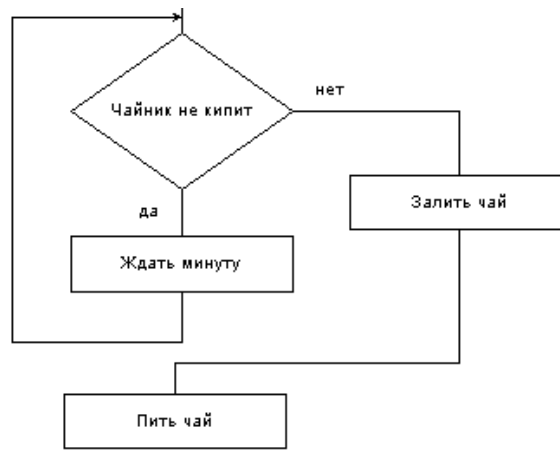 Чайник не кипит
нет
да
Залить чай
Ждать минуту
Пить чай